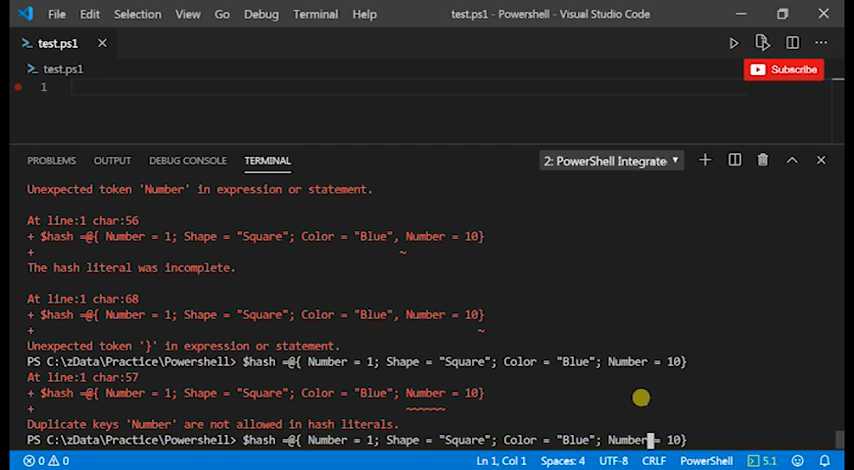 File Edit Selection View Go Debug Terminal Help test.ps1 - Powershell - Visual Studio Code
test.ps1
test.ps1
Subscribe
1
PROBLEMS OUTPUT DEBUG CONSOLE TERMINAL 2: PowerShell Integrate
Unexpected token 'Number' in expression or statement.
At line:1 char:56
+ $hash =@{ Number = 1; Shape = "Square"; Color = "Blue", Number = 10}
+ ~
The hash literal was incomplete.
At line:1 char:68
+ $hash =@{ Number = 1; Shape = "Square"; Color = "Blue", Number = 10}
+ ~
Unexpected token '}' in expression or statement.
PS C:\zData\Practice\Powershell> $hash =@{ Number = 1; Shape = "Square"; Color = "Blue"; Number = 10}
At line:1 char:57
+ $hash =@{ Number = 1; Shape = "Square"; Color = "Blue"; Number = 10}
+ ~~~~~~
Duplicate keys 'Number' are not allowed in hash literals.
PS C:\zData\Practice\Powershell> $hash =@{ Number = 1; Shape = "Square"; Color = "Blue"; Number = 10}
0 0 Ln 1, Col 1 Spaces: 4 UTF-8 CRLF PowerShell 5.1